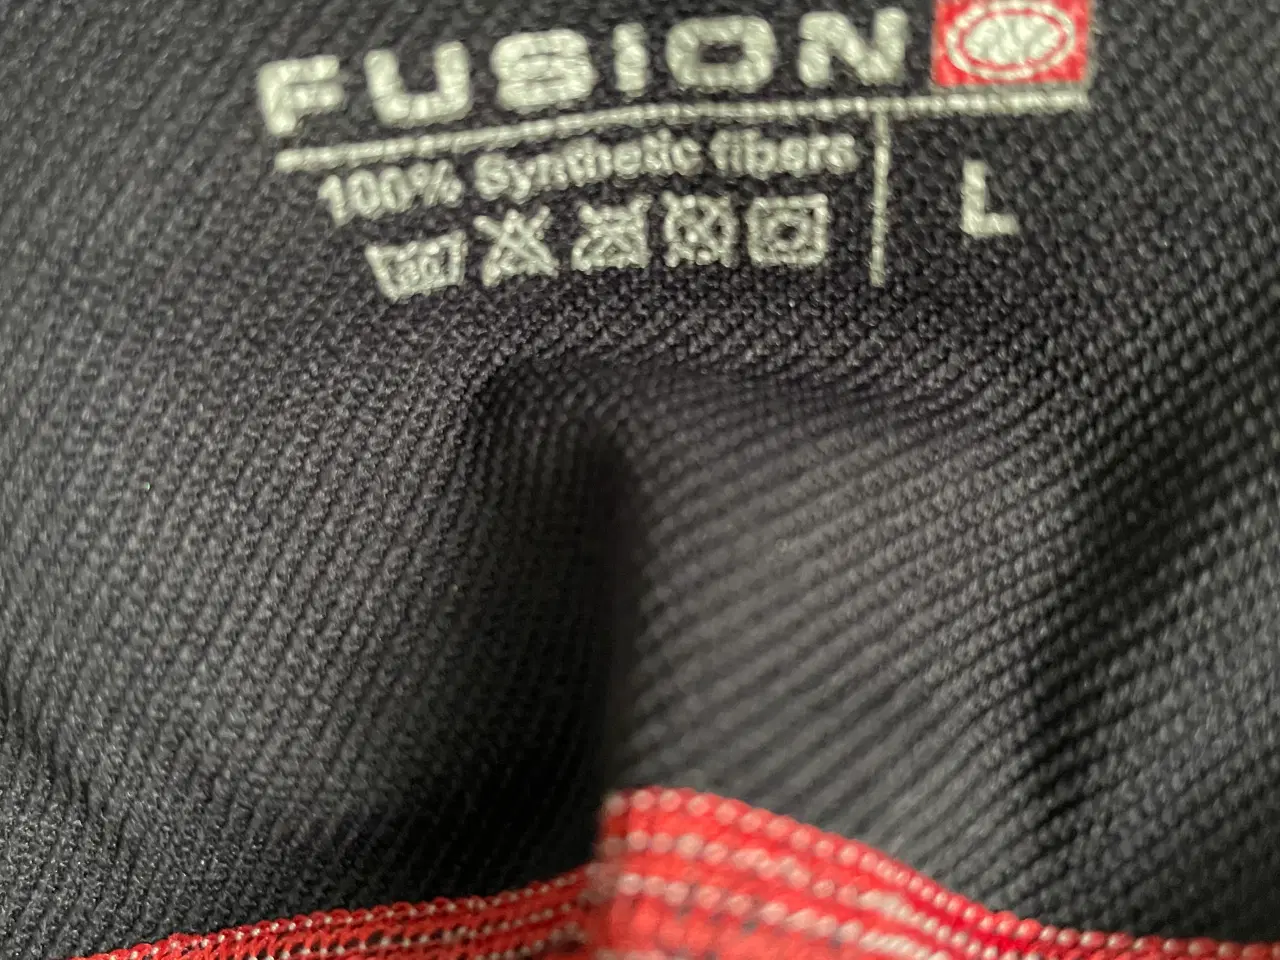 FUSION
100% Synthetic fibers
L